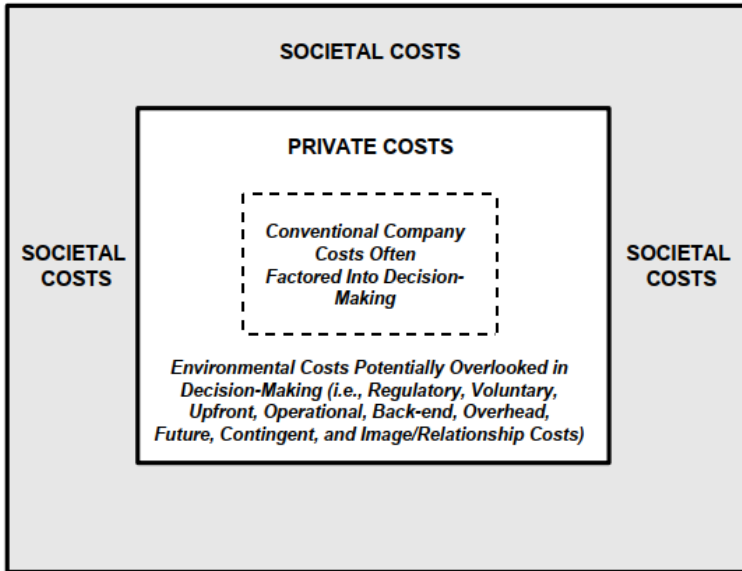 SOCIETAL COSTS
PRIVATE COSTS
Conventional Company
Costs Often
Factored Into Decision-
Making
SOCIETAL
COSTS
SOCIETAL
COSTS
Environmental Costs Potentially Overlooked in
Decision-Making (i.e., Regulatory, Voluntary,
Upfront, Operational, Back-end, Overhead,
Future, Contingent, and Image/Relationship Costs)